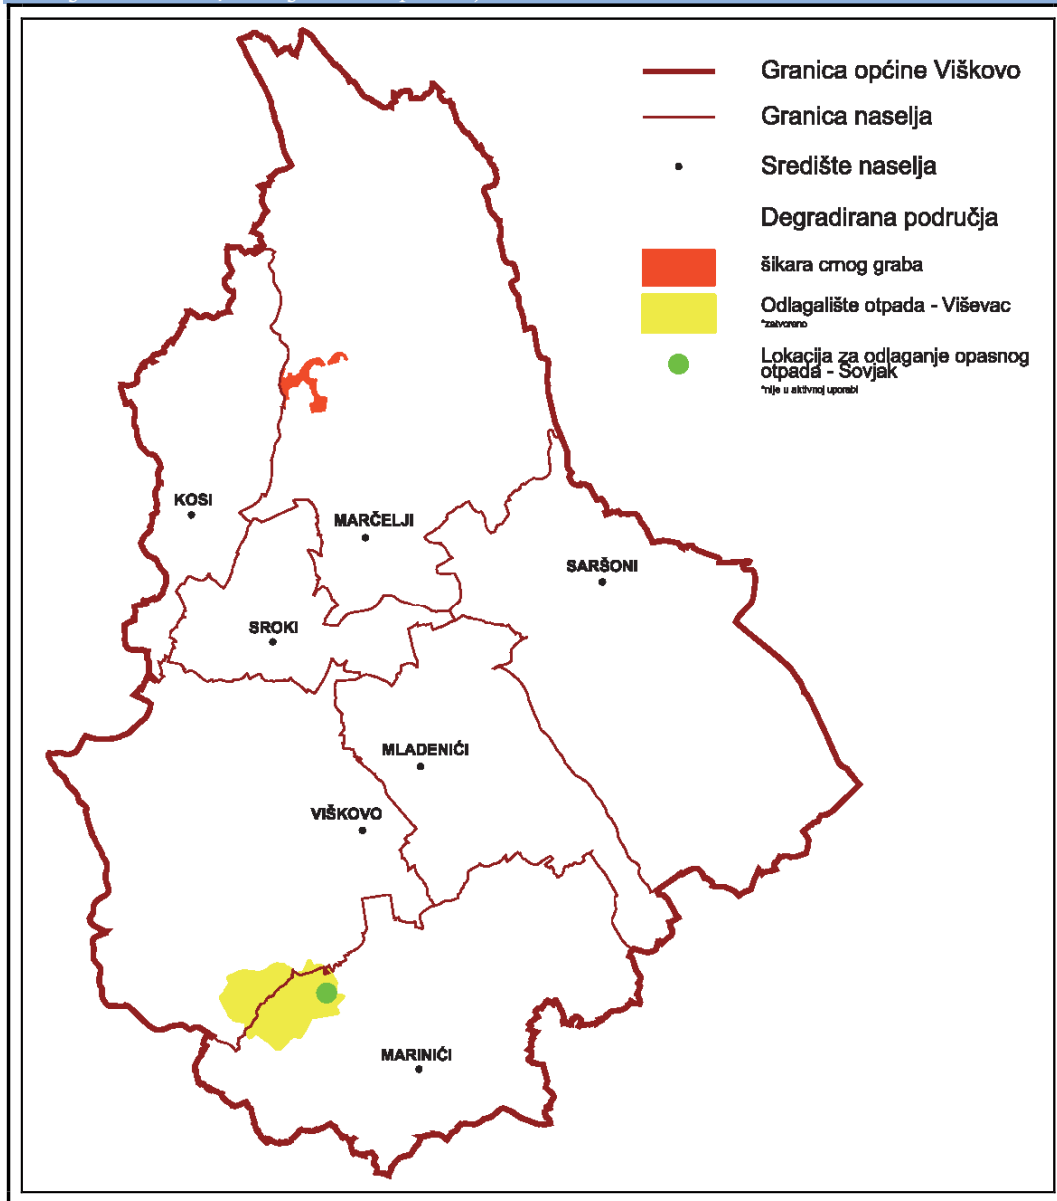 Granica općine Viškovo
Granica naselja
Središte naselja
Degradirana područja
šikara crnog graba
Odlagalište otpada - Viševac
*zatvoreno
Lokacija za odlaganje opasnog
otpada - Sovjak
*nije u aktivnoj uporabi
KOSI
MARČELJI
SARŠONI
SROKI
MLADENIĆI
VIŠKOVO
MARINIĆI